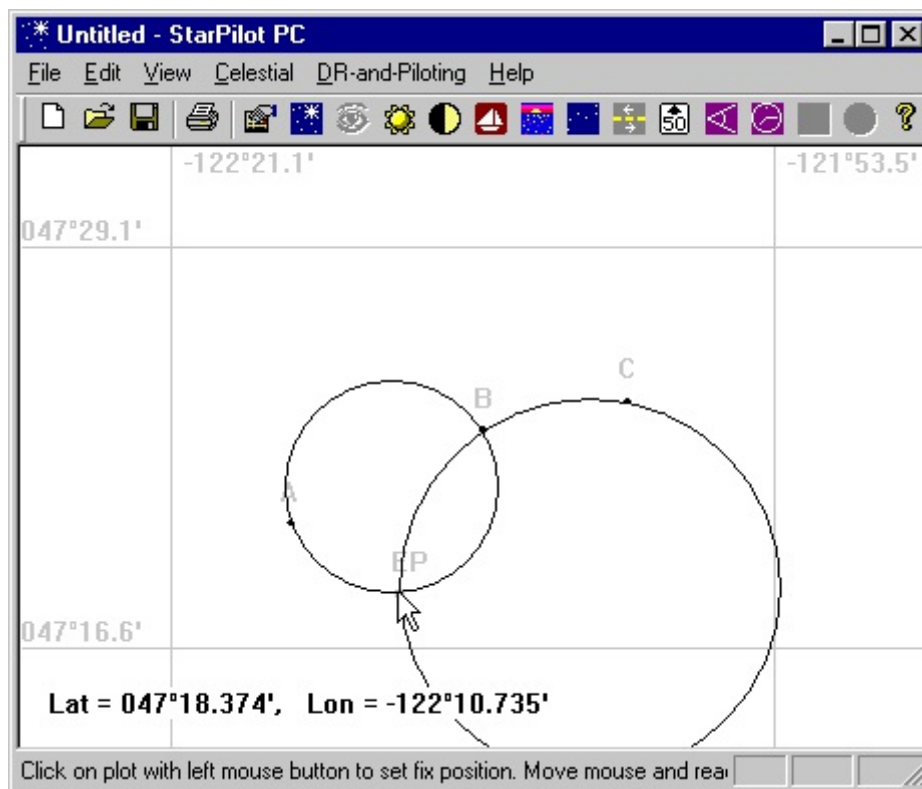 Untitled - StarPilot PC
File Edit View Celestial DR-and-Piloting Help
50 ?
-122°21.1' -121°53.5'
047°29.1'
C
B
A
EP
047°16.6'
Lat = 047°18.374', Lon = -122°10.735'
Click on plot with left mouse button to set fix position. Move mouse and rea